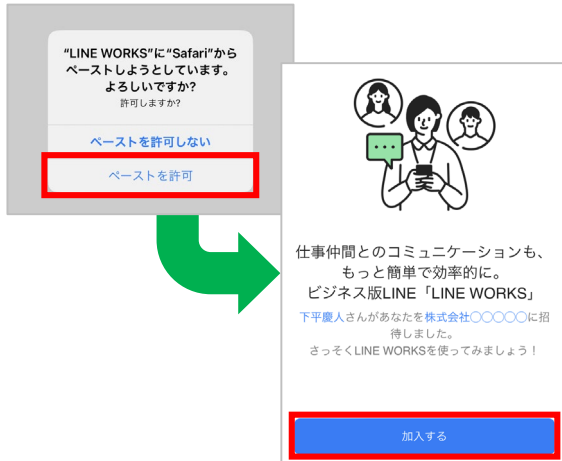 “LINE WORKS”に“Safari”から
ペーストしようとしています。
よろしいですか?
許可しますか?
ペーストを許可しない
ペーストを許可
仕事仲間とのコミュニケーションも、
もっと簡単で効率的に。
ビジネス版LINE「LINE WORKS」
下平慶人さんがあなたを株式会社〇〇〇〇〇に招
待しました。
さっそくLINE WORKSを使ってみましょう！
加入する